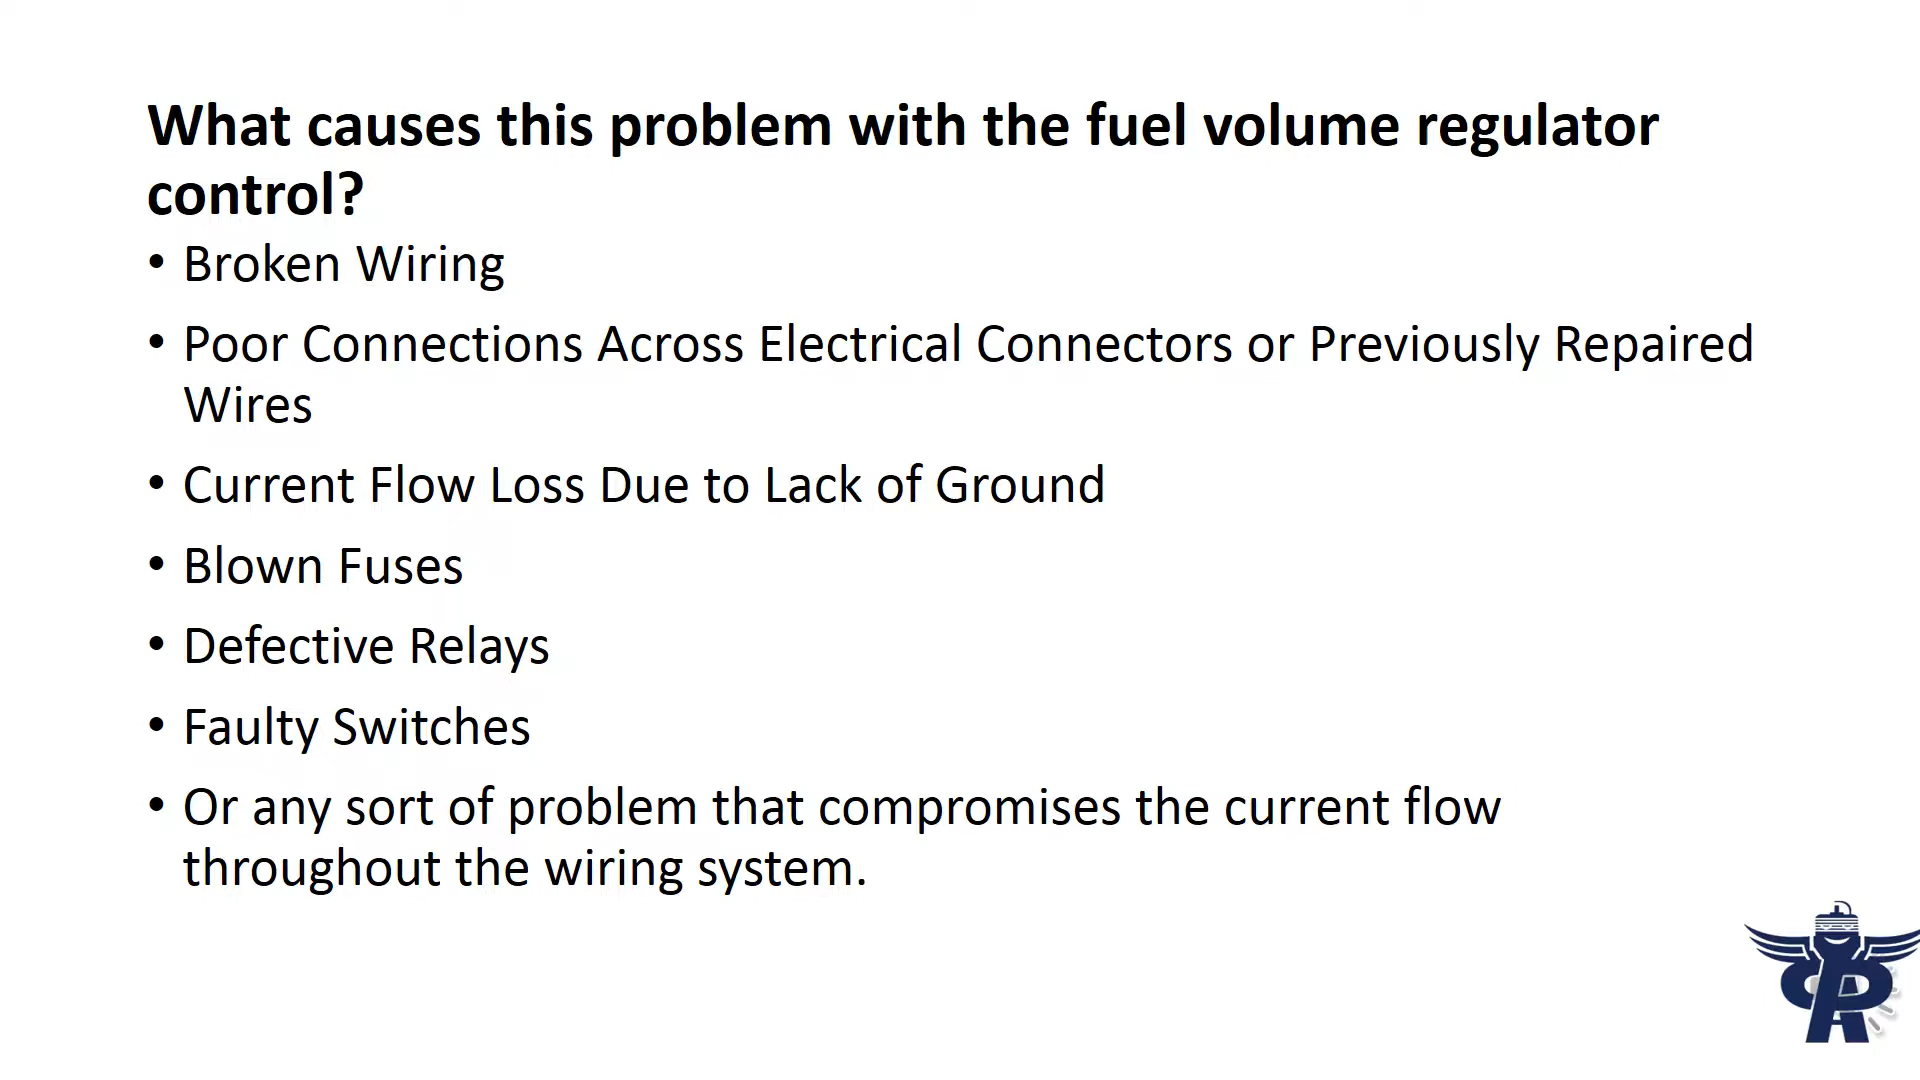 What causes this problem with the fuel volume regulator
control?
• Broken Wiring
• Poor Connections Across Electrical Connectors or Previously Repaired
Wires
• Current Flow Loss Due to Lack of Ground
• Blown Fuses
• Defective Relays
• Faulty Switches
• Or any sort of problem that compromises the current flow
throughout the wiring system.